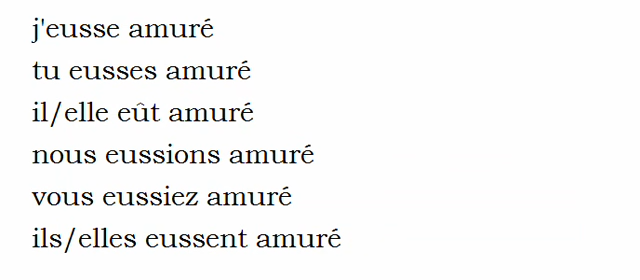 j'eusse amuré
tu eusses amuré
il/elle eût amuré
nous eussions amuré
vous eussiez amuré
ils/elles eussent amuré